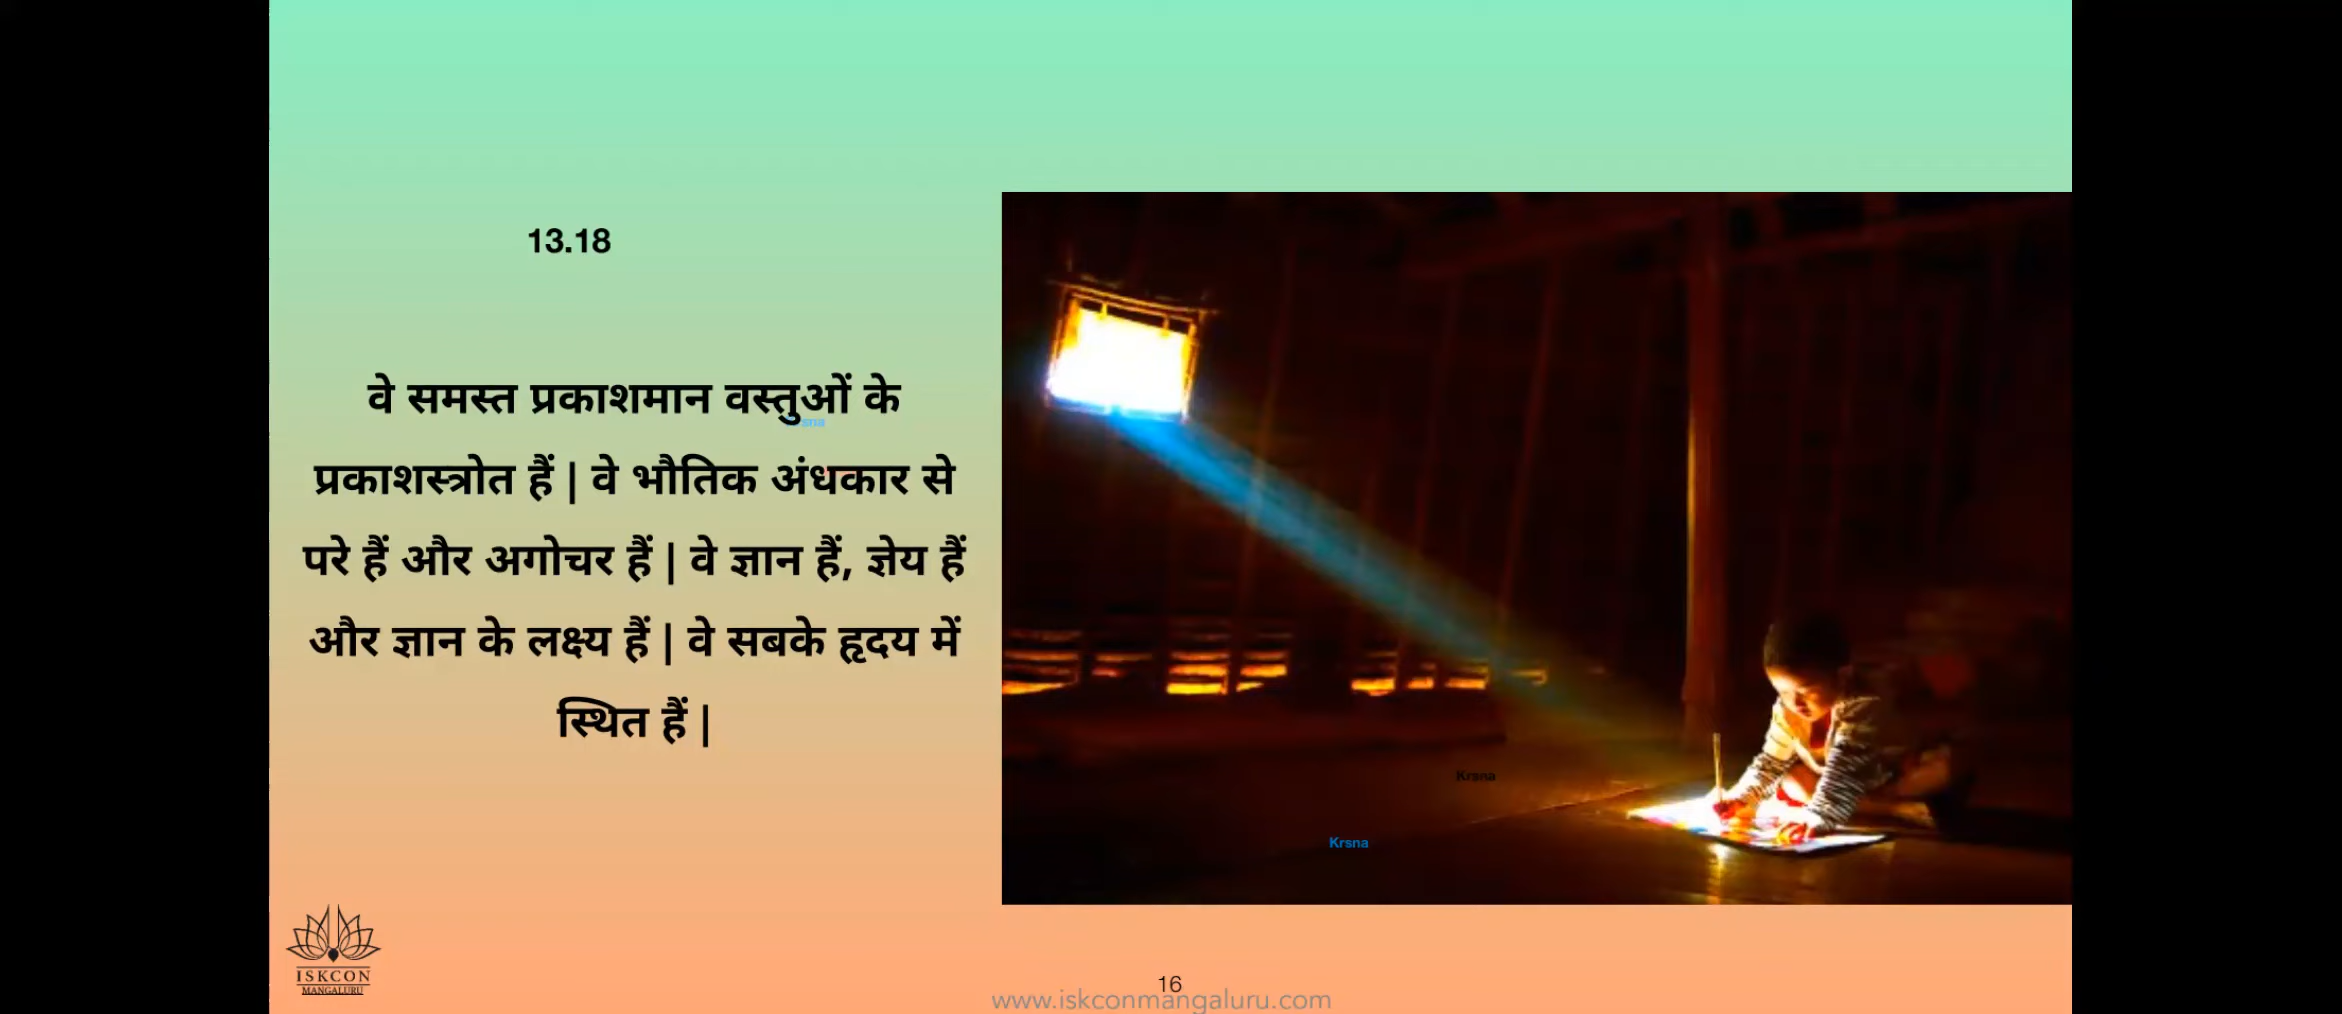 13.18
वे समस्त प्रकाशमान वस्तुओं के
प्रकाशस्त्रोत हैं | वे भौतिक अंधकार से
परे हैं और अगोचर हैं | वे ज्ञान हैं, ज्ञेय हैं
और ज्ञान के लक्ष्य हैं | वे सबके हृदय में
स्थित हैं |
Krsna
Krsna
ISKCON
MANGALURU
16
www.iskconmangaluru.com